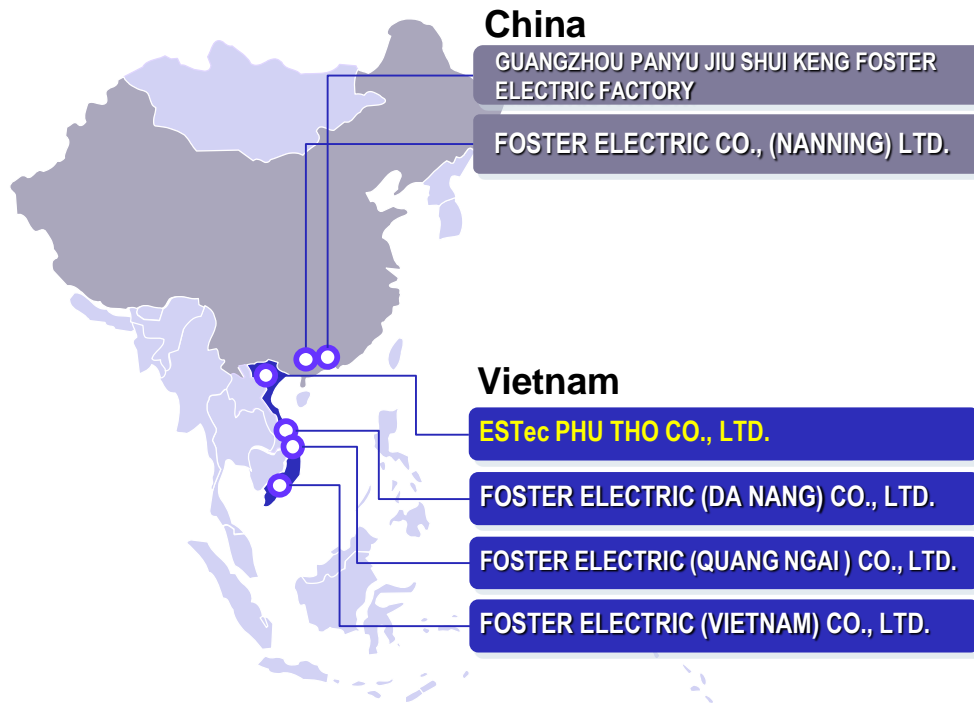 China
GUANGZHOU PANYU JIU SHUI KENG FOSTER
ELECTRIC FACTORY
FOSTER ELECTRIC CO., (NANNING) LTD.
Vietnam
ESTec PHU THO CO., LTD.
FOSTER ELECTRIC (DA NANG) CO., LTD.
FOSTER ELECTRIC (QUANG NGAI ) CO., LTD.
FOSTER ELECTRIC (VIETNAM) CO., LTD.